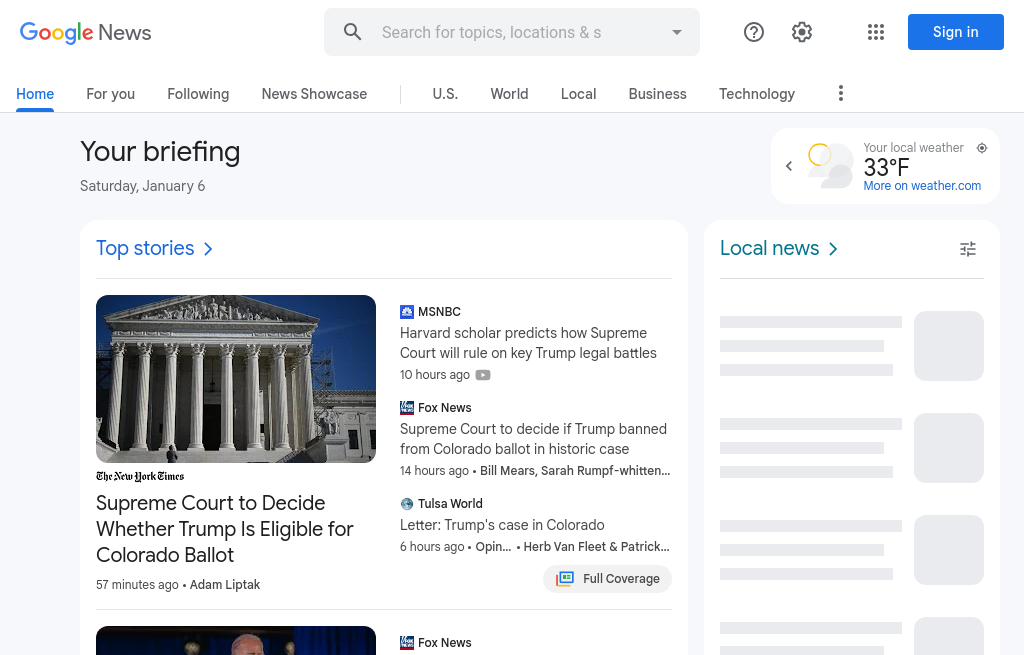 Google News
Search for topics, locations & s
Sign in
Home
For you
Following
News Showcase
U.S.
World
Local
Business
Technology
Your briefing
Saturday, January 6
Your local weather
33°F
More on weather.com
Top stories
The New York Times
Supreme Court to Decide
Whether Trump Is Eligible for
Colorado Ballot
57 minutes ago • Adam Liptak
MSNBC
Harvard scholar predicts how Supreme
Court will rule on key Trump legal battles
10 hours ago
Fox News
Supreme Court to decide if Trump banned
from Colorado ballot in historic case
14 hours ago • Bill Mears, Sarah Rumpf-whitten...
Tulsa World
Letter: Trump's case in Colorado
6 hours ago • Opin... • Herb Van Fleet & Patrick...
Full Coverage
Fox News
Local news